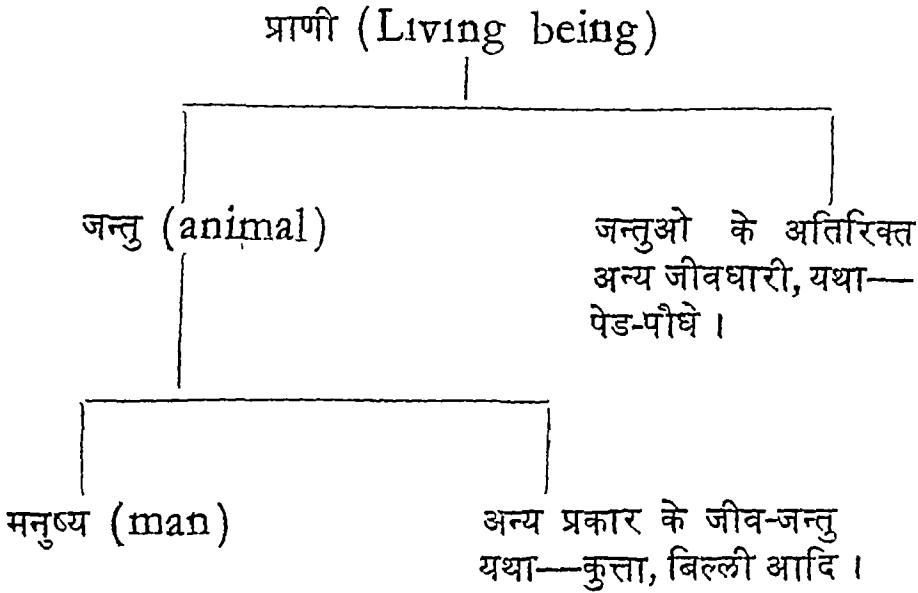 प्राणी (Living being)
जन्तु (animal)
जन्तुओ के अतिरिक्त
अन्य जीवधारी, यथा—
पेड-पौघे ।
मनुष्य (man)
अन्य प्रकार के जीव-जन्तु
यथा—कुत्ता, बिल्ली आदि ।